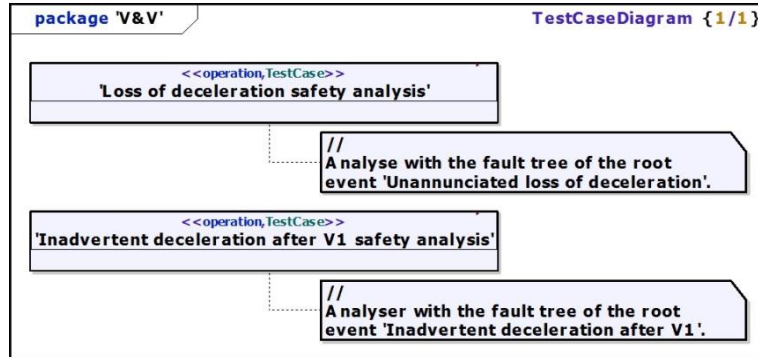 package 'V&V'
TestCaseDiagram {1/1}
<<operation,TestCase>>
'Loss of deceleration safety analysis'
//
Analyse with the fault tree of the root
event 'Unannunciated loss of deceleration'.
<<operation,TestCase>>
'Inadvertent deceleration after V1 safety analysis'
//
Analyser with the fault tree of the root
event 'Inadvertent deceleration after V1'.